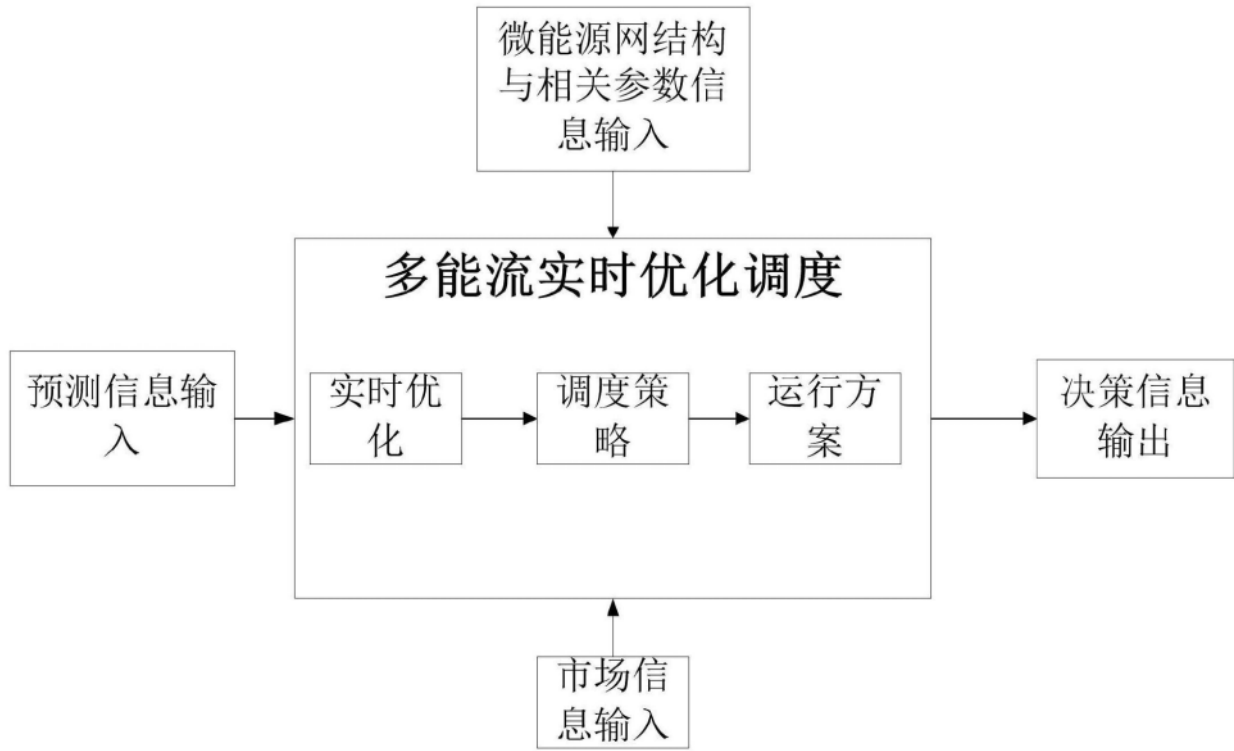 微能源网结构
与相关参数信
息输入
多能流实时优化调度
预测信息输
入
实时优
化
调度策
略
运行方
案
决策信息
输出
市场信
息输入